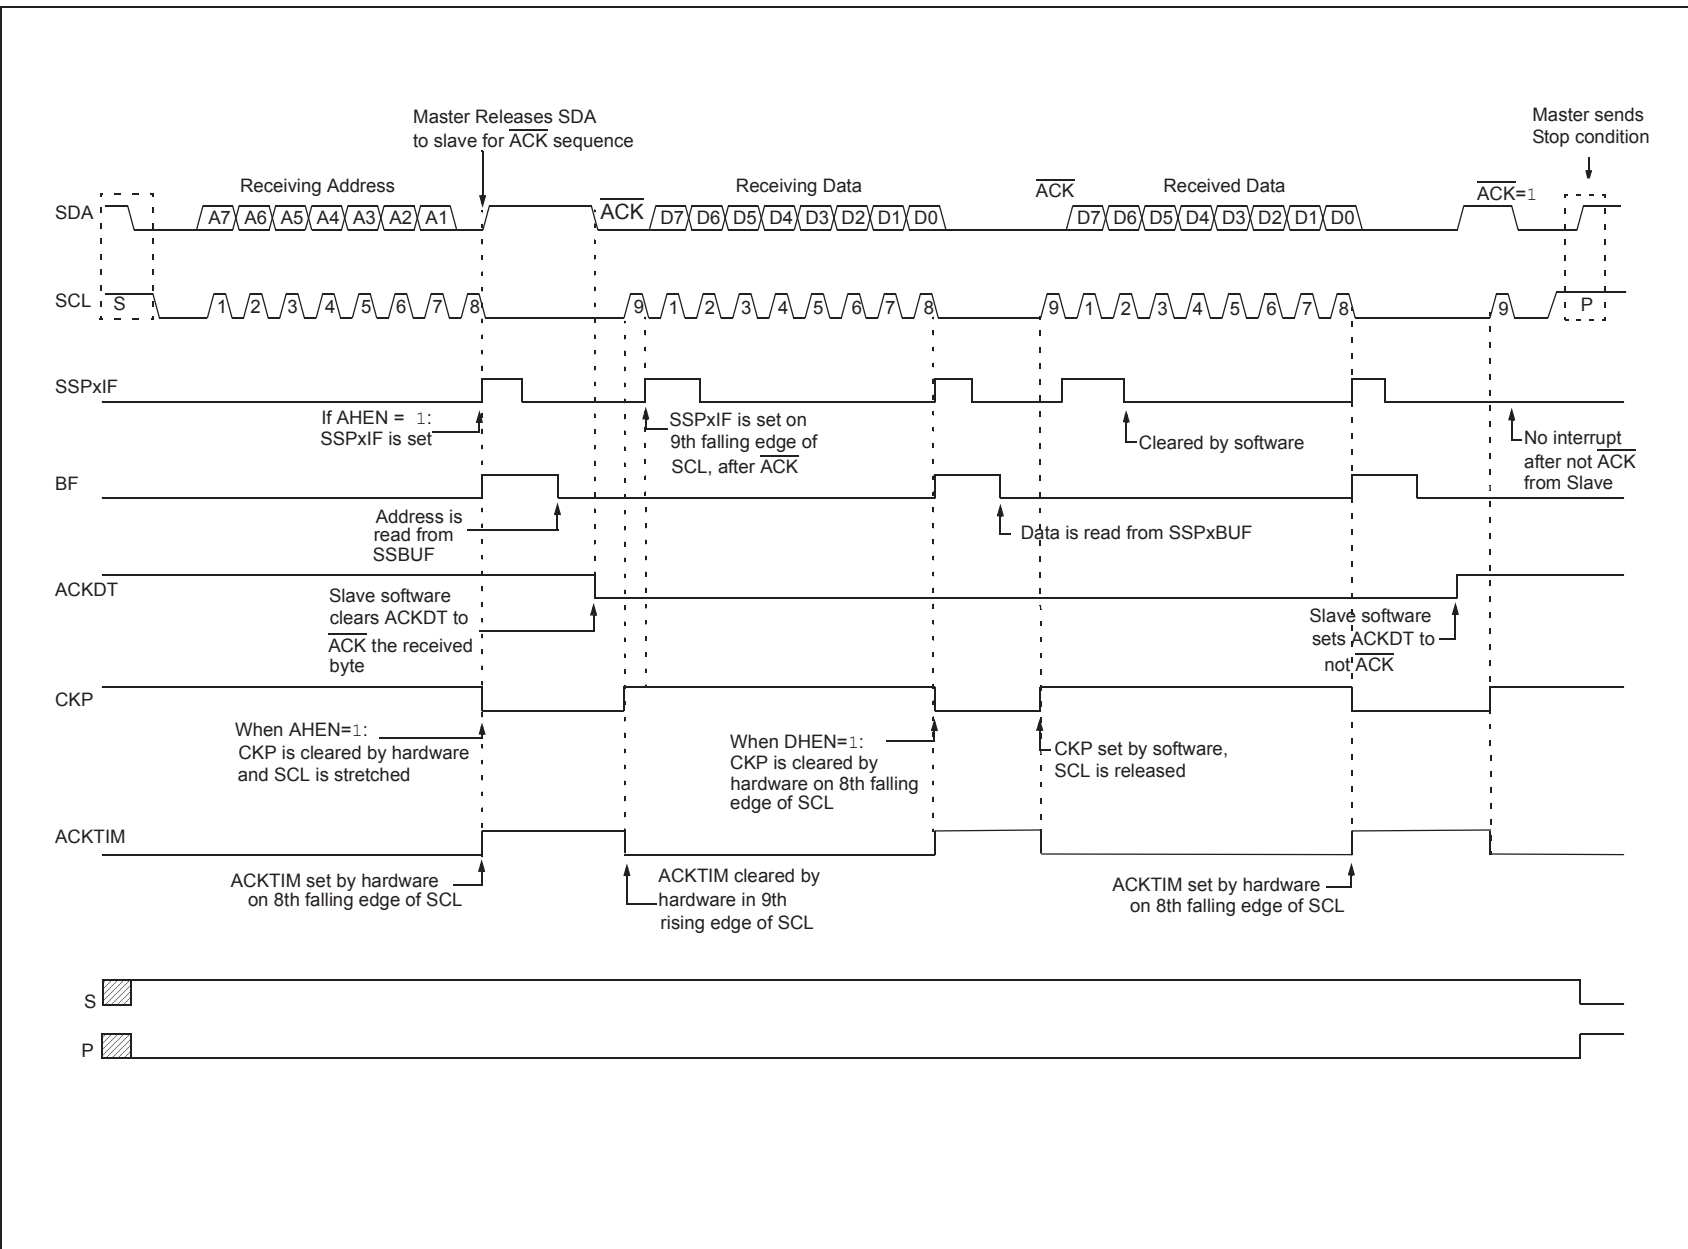 Master Releases SDA
to slave for ACK sequence
Master sends
Stop condition
Receiving Address
Receiving Data
ACK
Received Data
ACK=1
SDA
A7 A6 A5 A4 A3 A2 A1
ACK
D7 D6 D5 D4 D3 D2 D1 D0
D7 D6 D5 D4 D3 D2 D1 D0
SCL
S
1 2 3 4 5 6 7 8
9 1 2 3 4 5 6 7 8
9 1 2 3 4 5 6 7 8
9
P
SSPxIF
If AHEN = 1:
SSPxIF is set
SSPxIF is set on
9th falling edge of
SCL, after ACK
Cleared by software
No interrupt
after not ACK
from Slave
BF
Address is
read from
SSBUF
Data is read from SSPxBUF
ACKDT
Slave software
clears ACKDT to
ACK the received
byte
Slave software
sets ACKDT to
not ACK
CKP
When AHEN=1:
CKP is cleared by hardware
and SCL is stretched
When DHEN=1:
CKP is cleared by
hardware on 8th falling
edge of SCL
CKP set by software,
SCL is released
ACKTIM
ACKTIM set by hardware
on 8th falling edge of SCL
ACKTIM cleared by
hardware in 9th
rising edge of SCL
ACKTIM set by hardware
on 8th falling edge of SCL
S
P